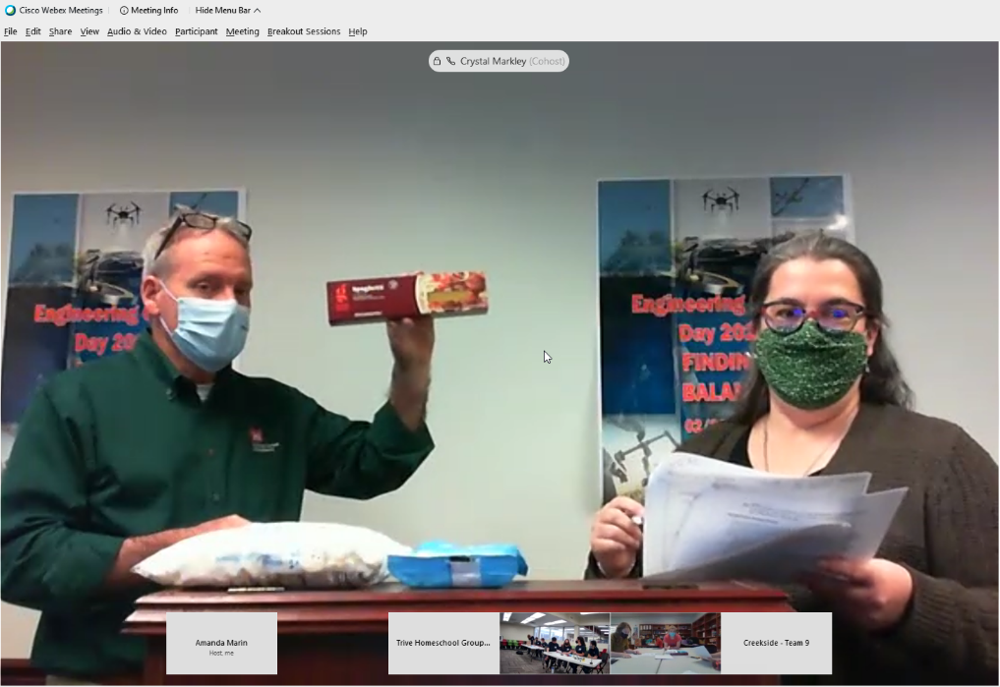 Cisco Webex Meetings
Meeting Info
Hide Menu Bar
File Edit Share View Audio & Video Participant Meeting Breakout Sessions Help
Crystal Markley (Cohost)
Engineering
Day 20
Spaghetti
Engineering
Day 202
FINDIN
BALA
02/
Amanda Marin
Host, me
Trive Homeschool Group...
Creekside - Team 9